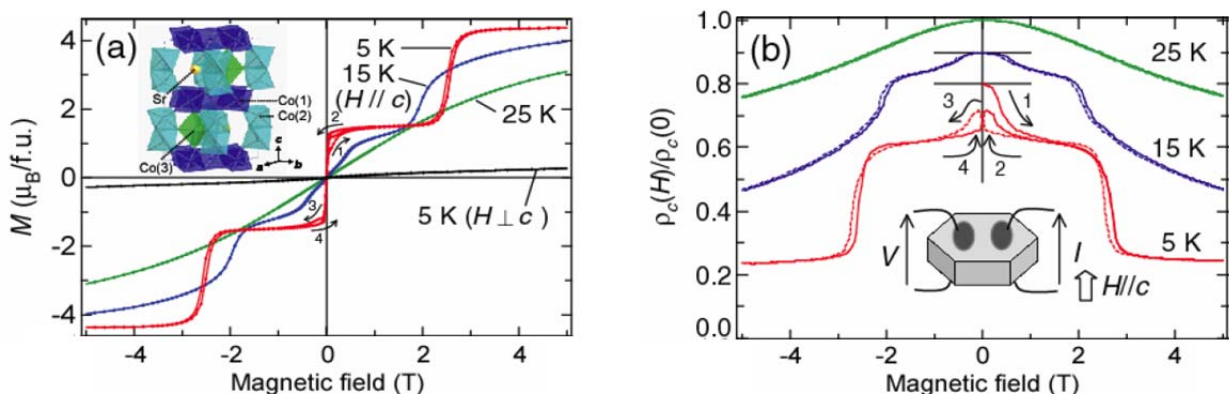 (a)
5 K
15 K
(H // c)
25 K
5 K (H ⊥ c)
Sr
Co(1)
Co(2)
Co(3)
c
a
b
1
2
3
4
M (μB/f.u.)
4
2
0
-2
-4
-4
-2
0
2
4
Magnetic field (T)
(b)
25 K
15 K
5 K
3
1
4
2
V
I
H//c
ρc(H)/ρc(0)
1.0
0.8
0.6
0.4
0.2
0.0
-4
-2
0
2
4
Magnetic field (T)